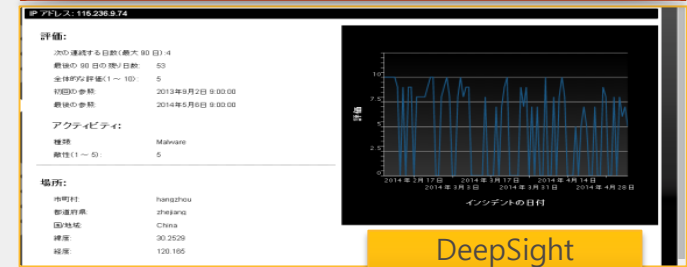 IP アドレス: 115.236.9.74
評価:
次の連続する日数(最大 90 日) :4
最後の 90 日の残り日数: 53
全体的な評価(1 ～ 10): 5
初回の参照: 2013年9月2日 9:00:00
最後の参照: 2014年5月6日 9:00:00
アクティビティ:
種類: Malware
敵性(1 ～ 5): 5
場所:
市町村: hangzhou
都道府県: zhejiang
国/地域: China
緯度: 30.2529
経度: 120.165
評価
10
7.5
5
2.5
0
2014 年 2月 17 日 2014 年 3月 17 日 2014 年 4月 14 日
2014 年 3月 3 日 2014 年 3月 31 日 2014 年 4月 28 日
インシデントの日付
DeepSight